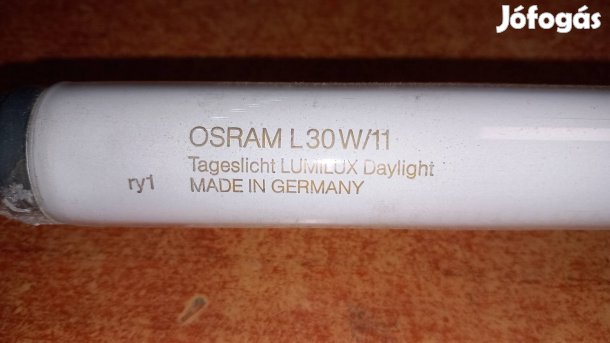 Jófogás
OSRAM L 30 W/11
Tageslicht LUMILUX Daylight
ry1 MADE IN GERMANY